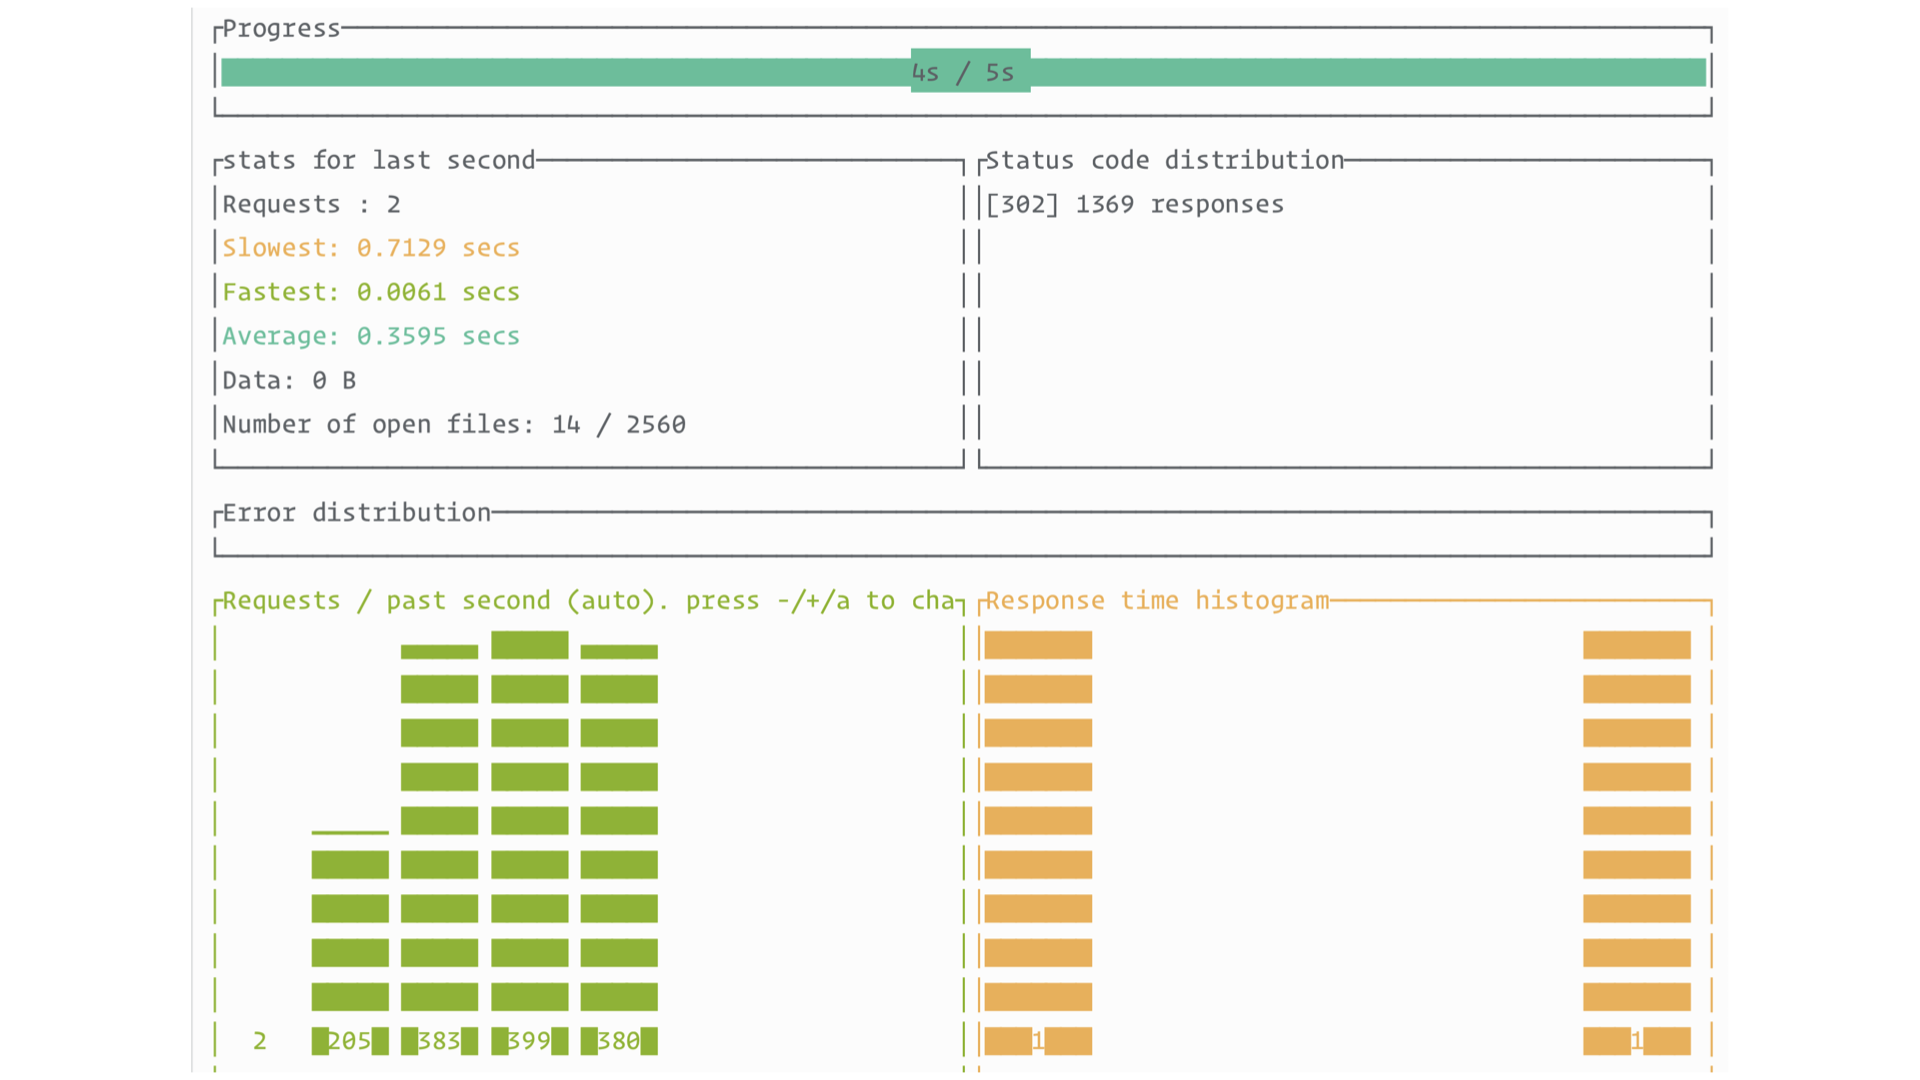 Progress
4s / 5s
stats for last second
Requests : 2
Slowest: 0.7129 secs
Fastest: 0.0061 secs
Average: 0.3595 secs
Data: 0 B
Number of open files: 14 / 2560
Status code distribution
[302] 1369 responses
Error distribution
Requests / past second (auto). press -/+/a to cha
2 205 383 399 380
Response time histogram
1 1